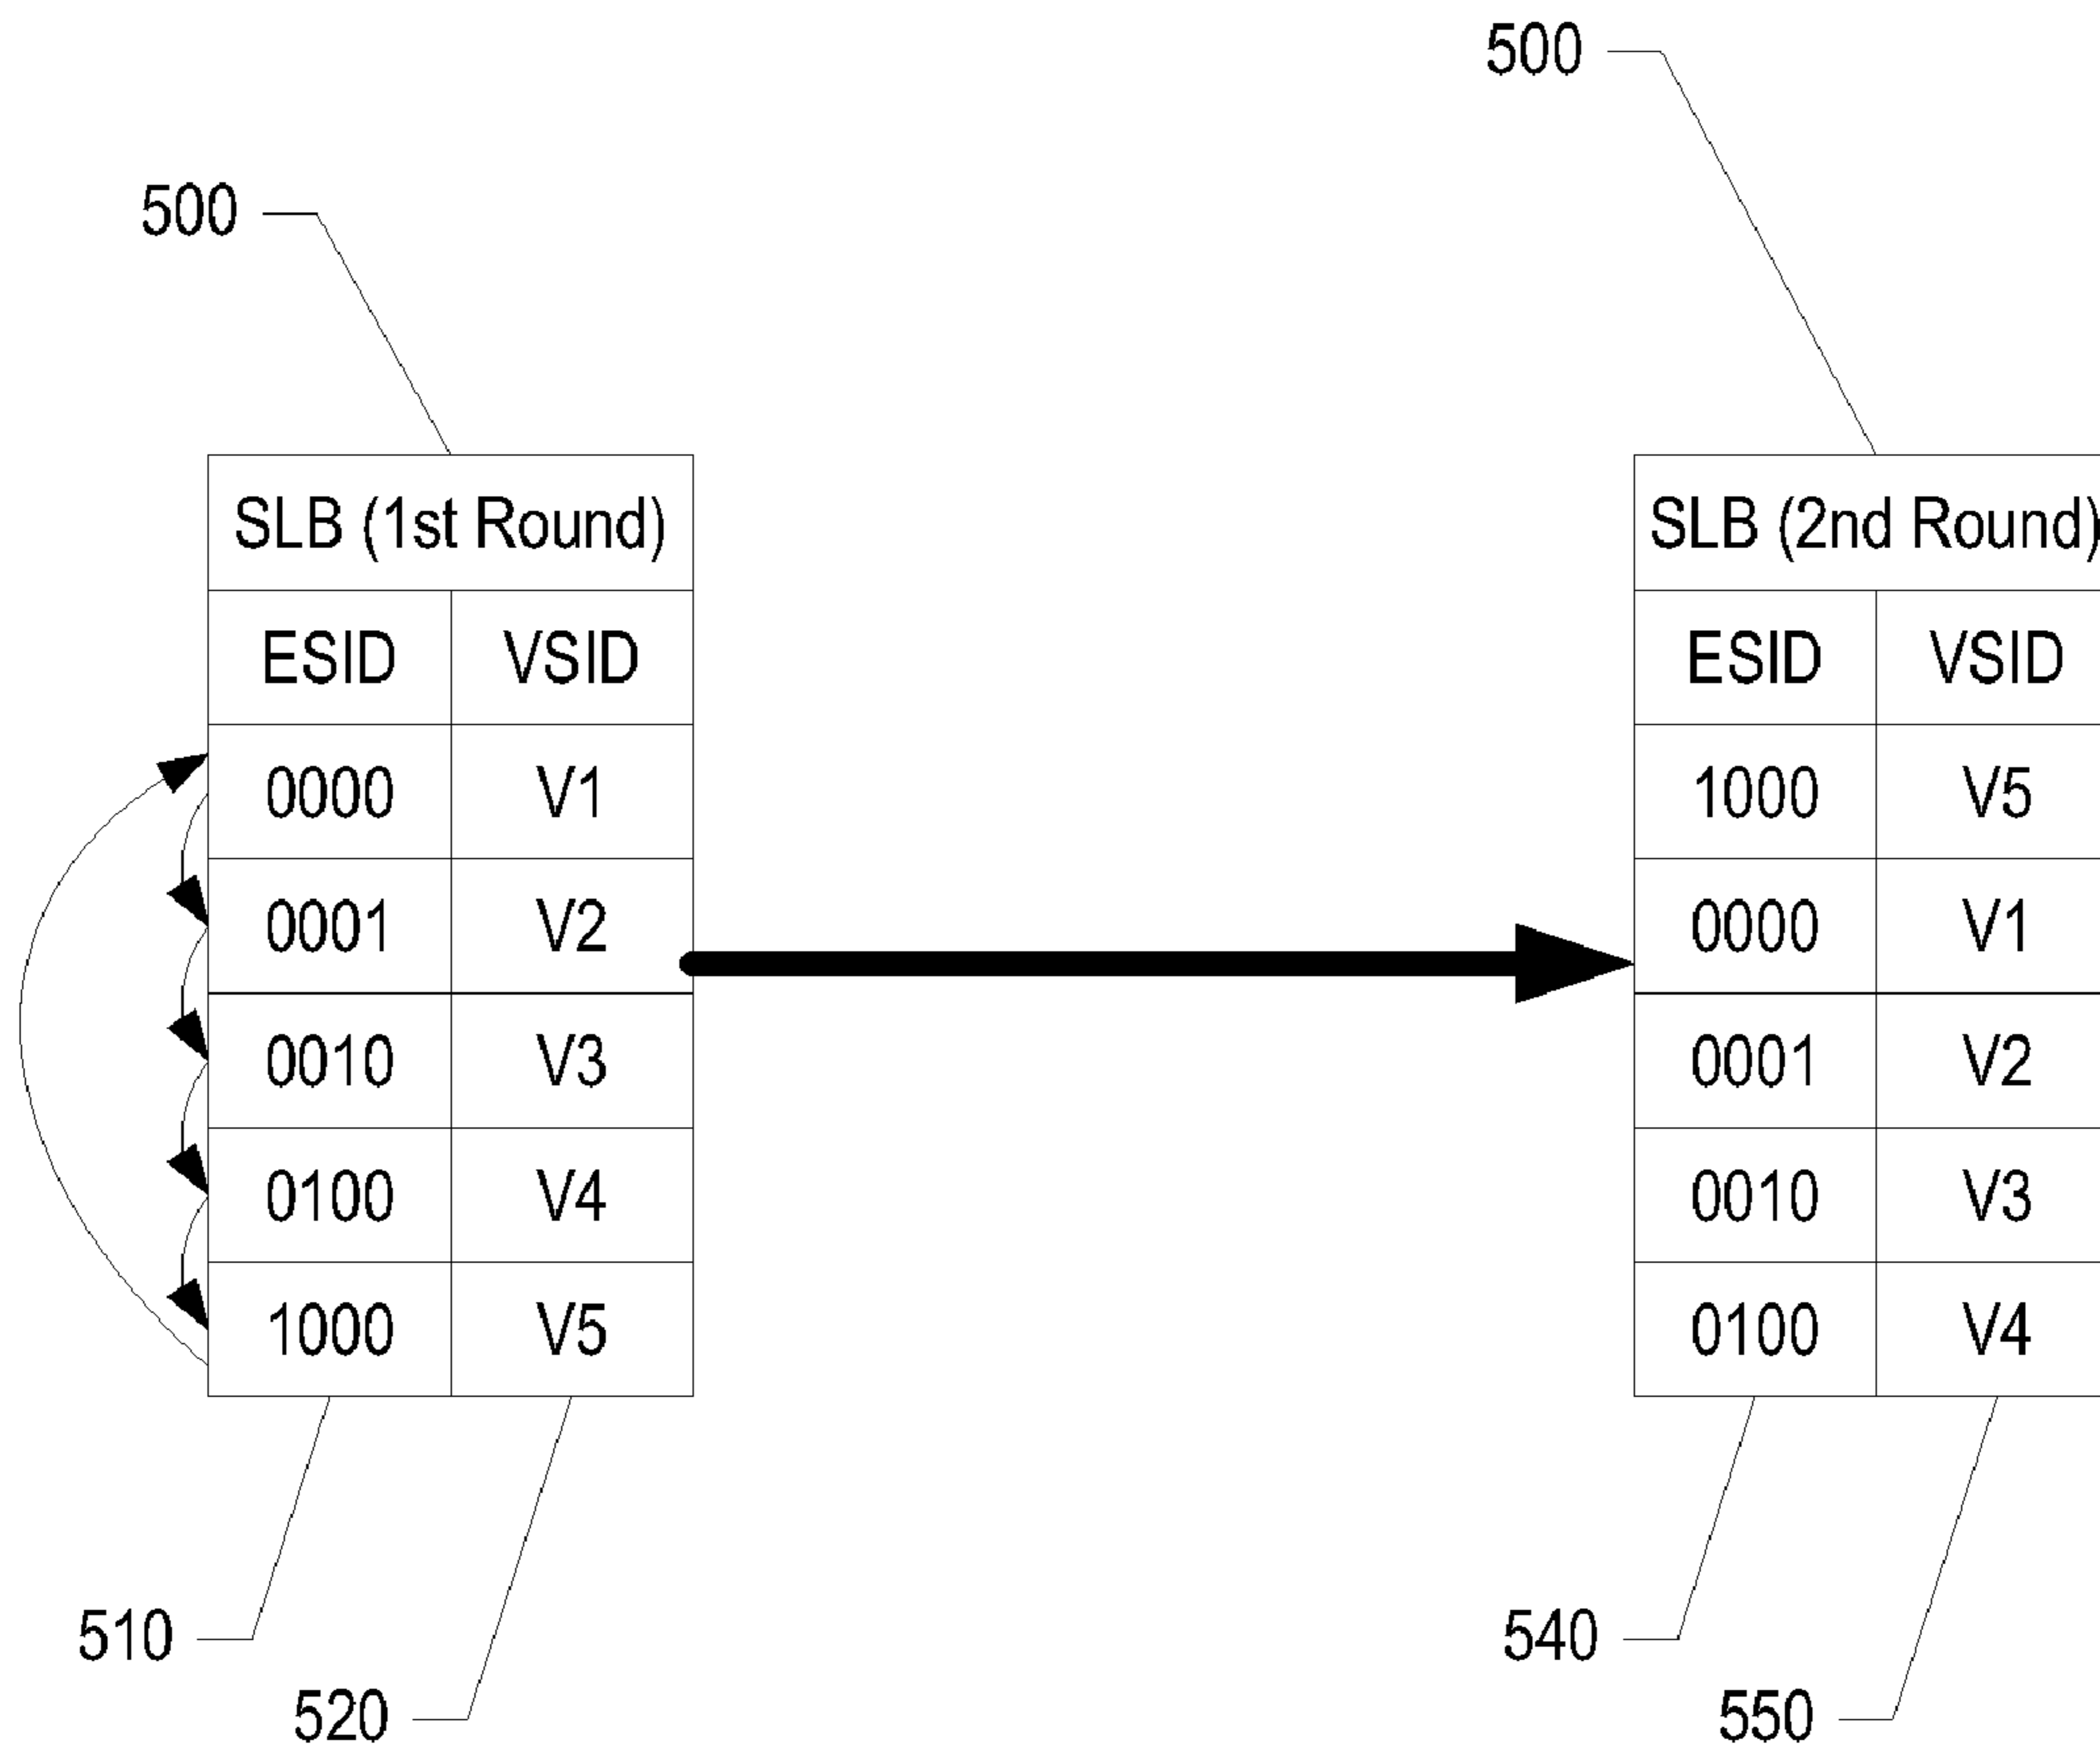 500
500
SLB (1st Round)
ESID VSID
0000 V1
0001 V2
0010 V3
0100 V4
1000 V5
510
520
SLB (2nd Round)
ESID VSID
1000 V5
0000 V1
0001 V2
0010 V3
0100 V4
540
550